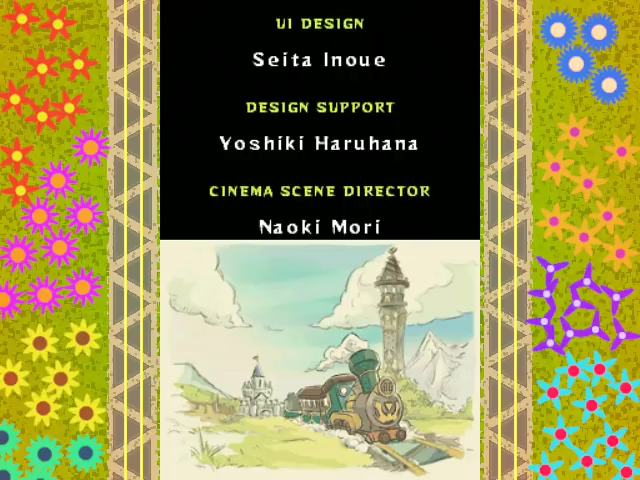 UI DESIGN
Seita Inoue
DESIGN SUPPORT
Yoshiki Haruhana
CINEMA SCENE DIRECTOR
Naoki Mori